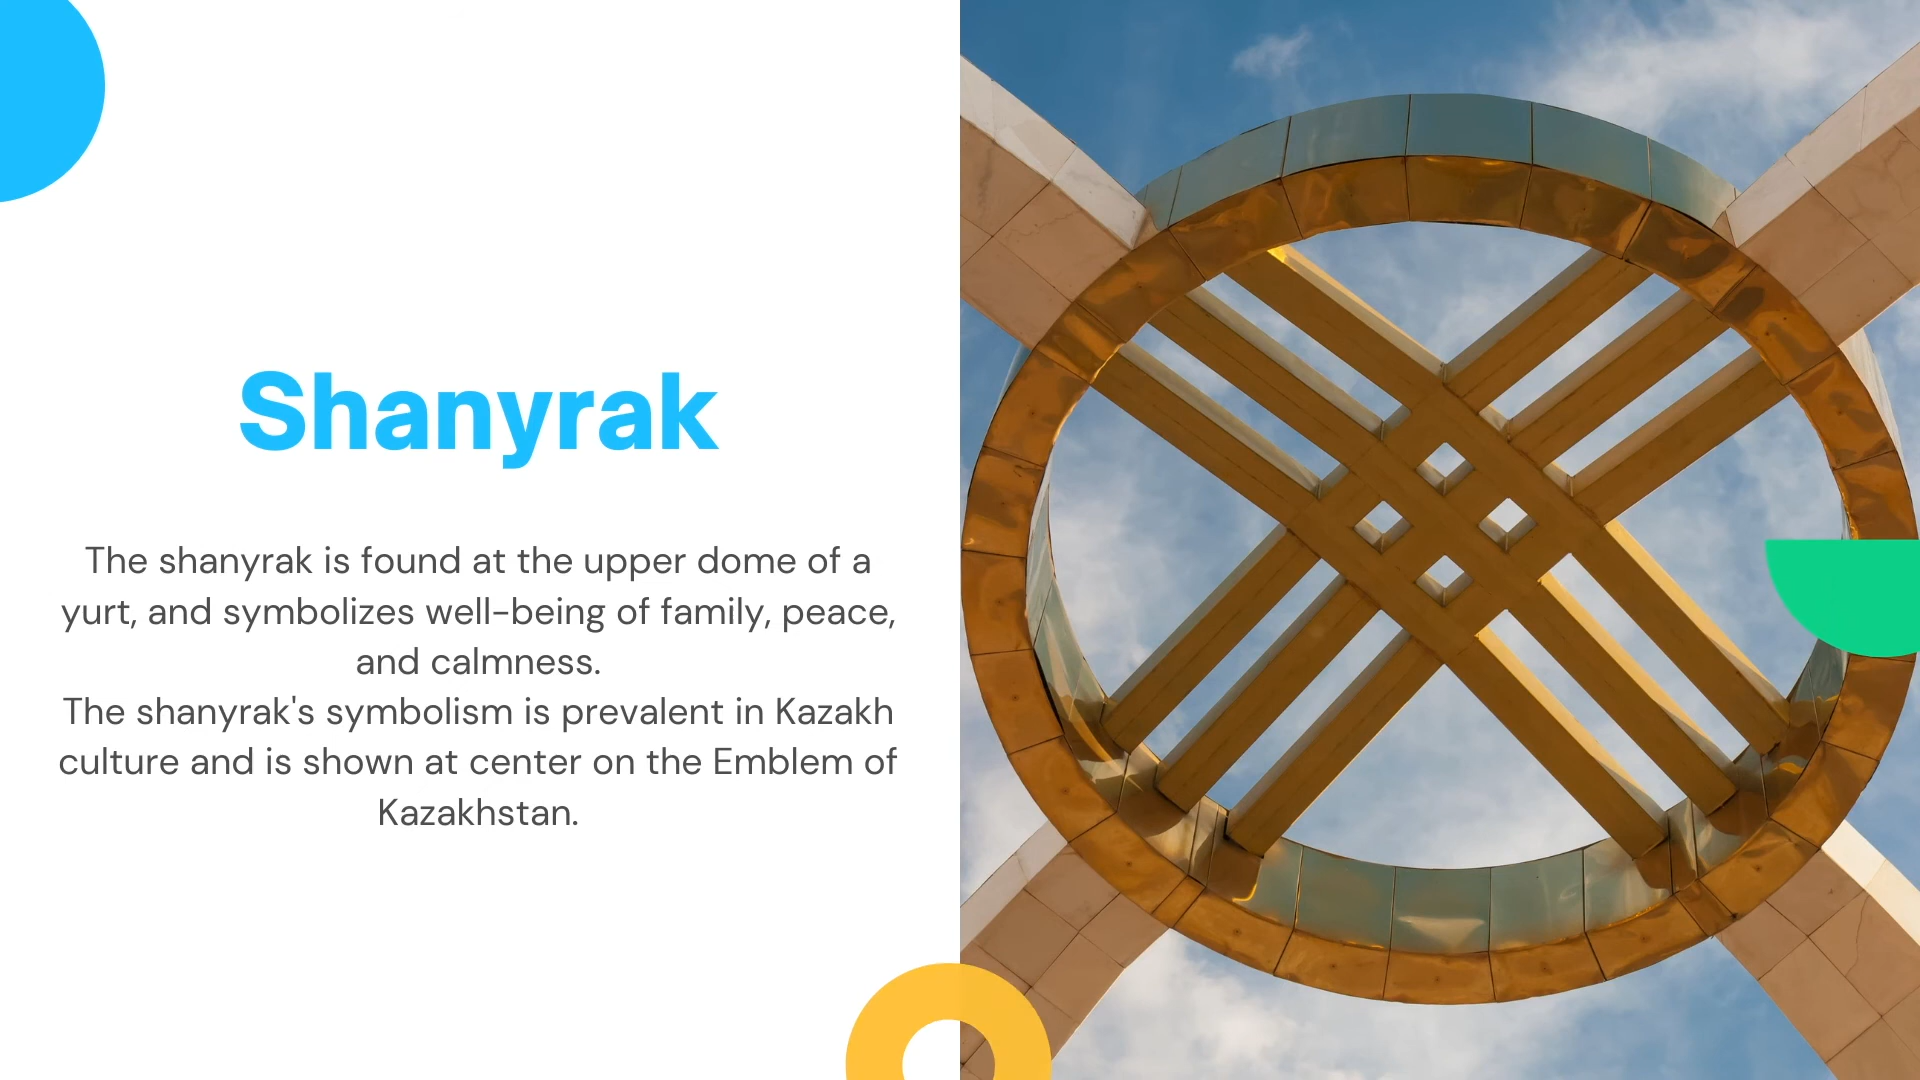 Shanyrak
The shanyrak is found at the upper dome of a
yurt, and symbolizes well-being of family, peace,
and calmness.
The shanyrak's symbolism is prevalent in Kazakh
culture and is shown at center on the Emblem of
Kazakhstan.